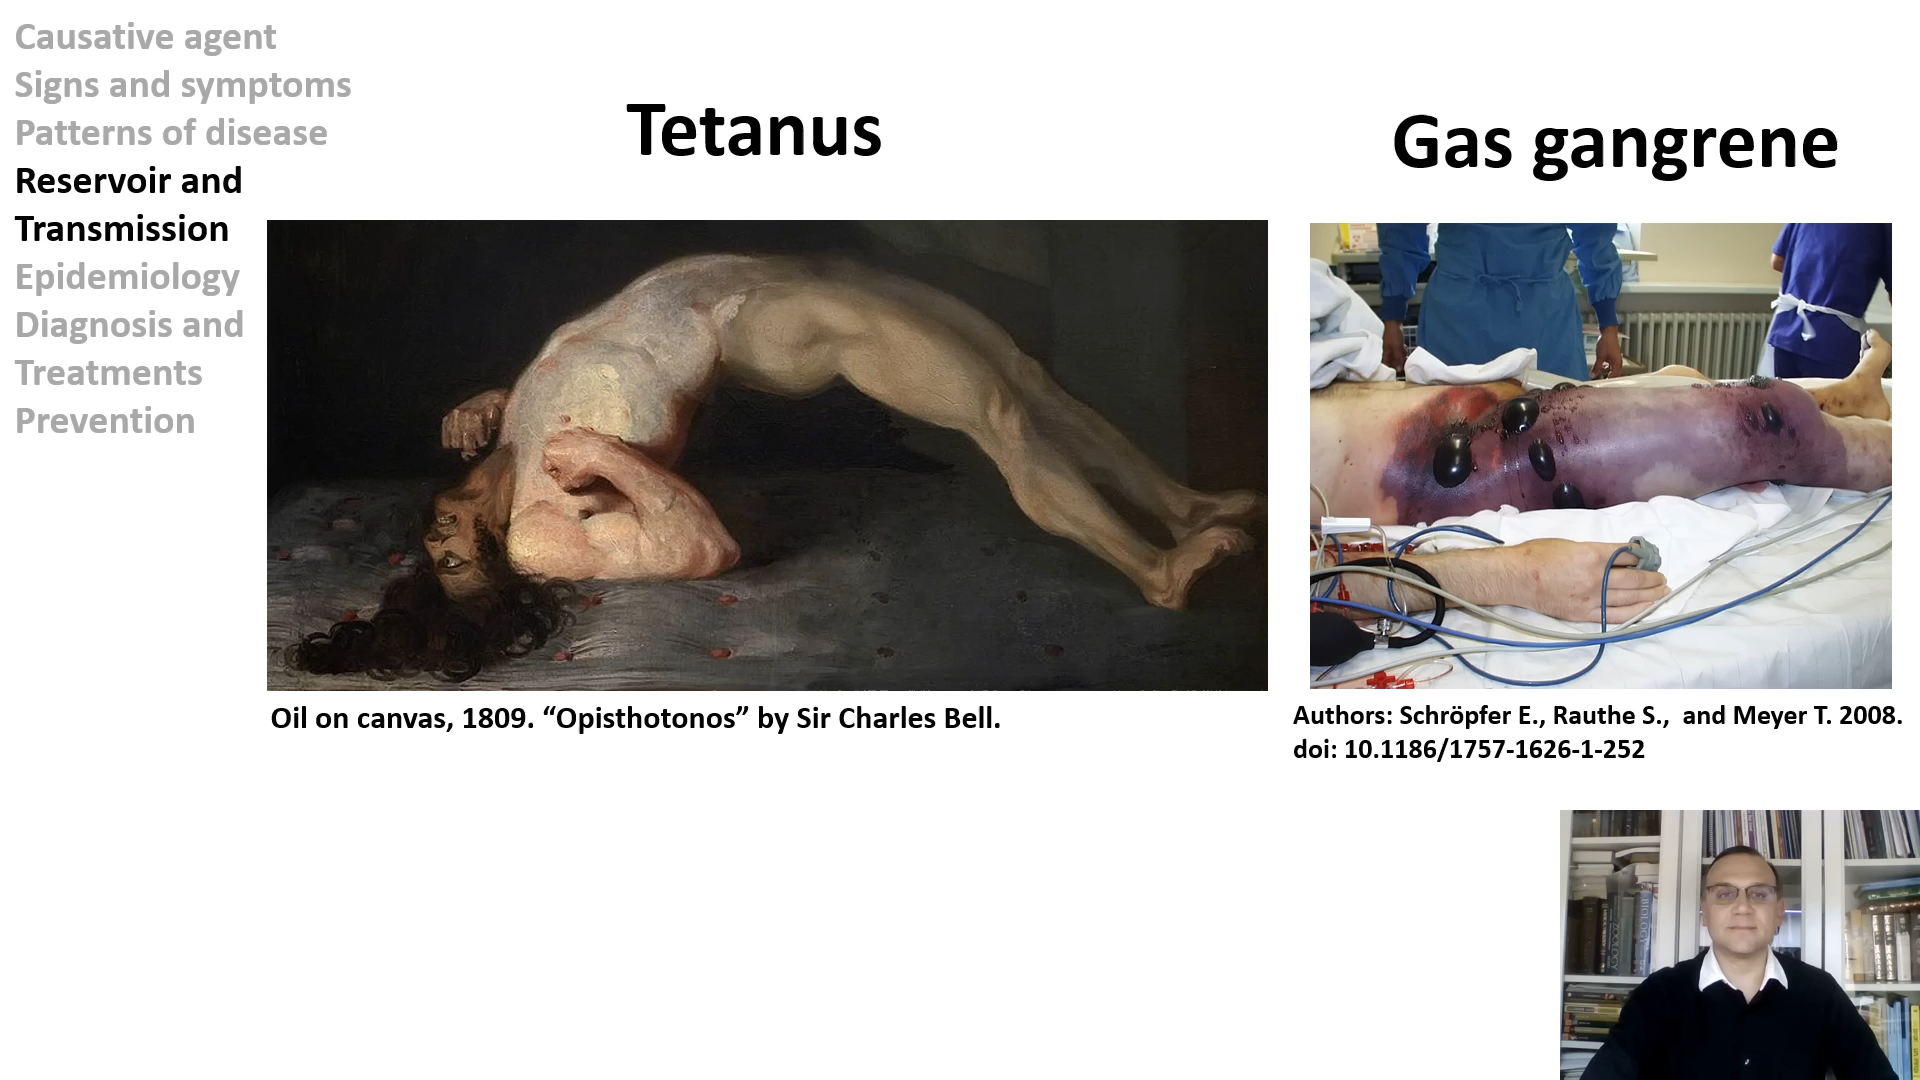 Causative agent
Signs and symptoms
Patterns of disease
Reservoir and
Transmission
Epidemiology
Diagnosis and
Treatments
Prevention
Tetanus
Gas gangrene
Oil on canvas, 1809. “Opisthotonos” by Sir Charles Bell.
Authors: Schröpfer E., Rauthe S., and Meyer T. 2008.
doi: 10.1186/1757-1626-1-252
BIOLOGY
ZOOLOGY